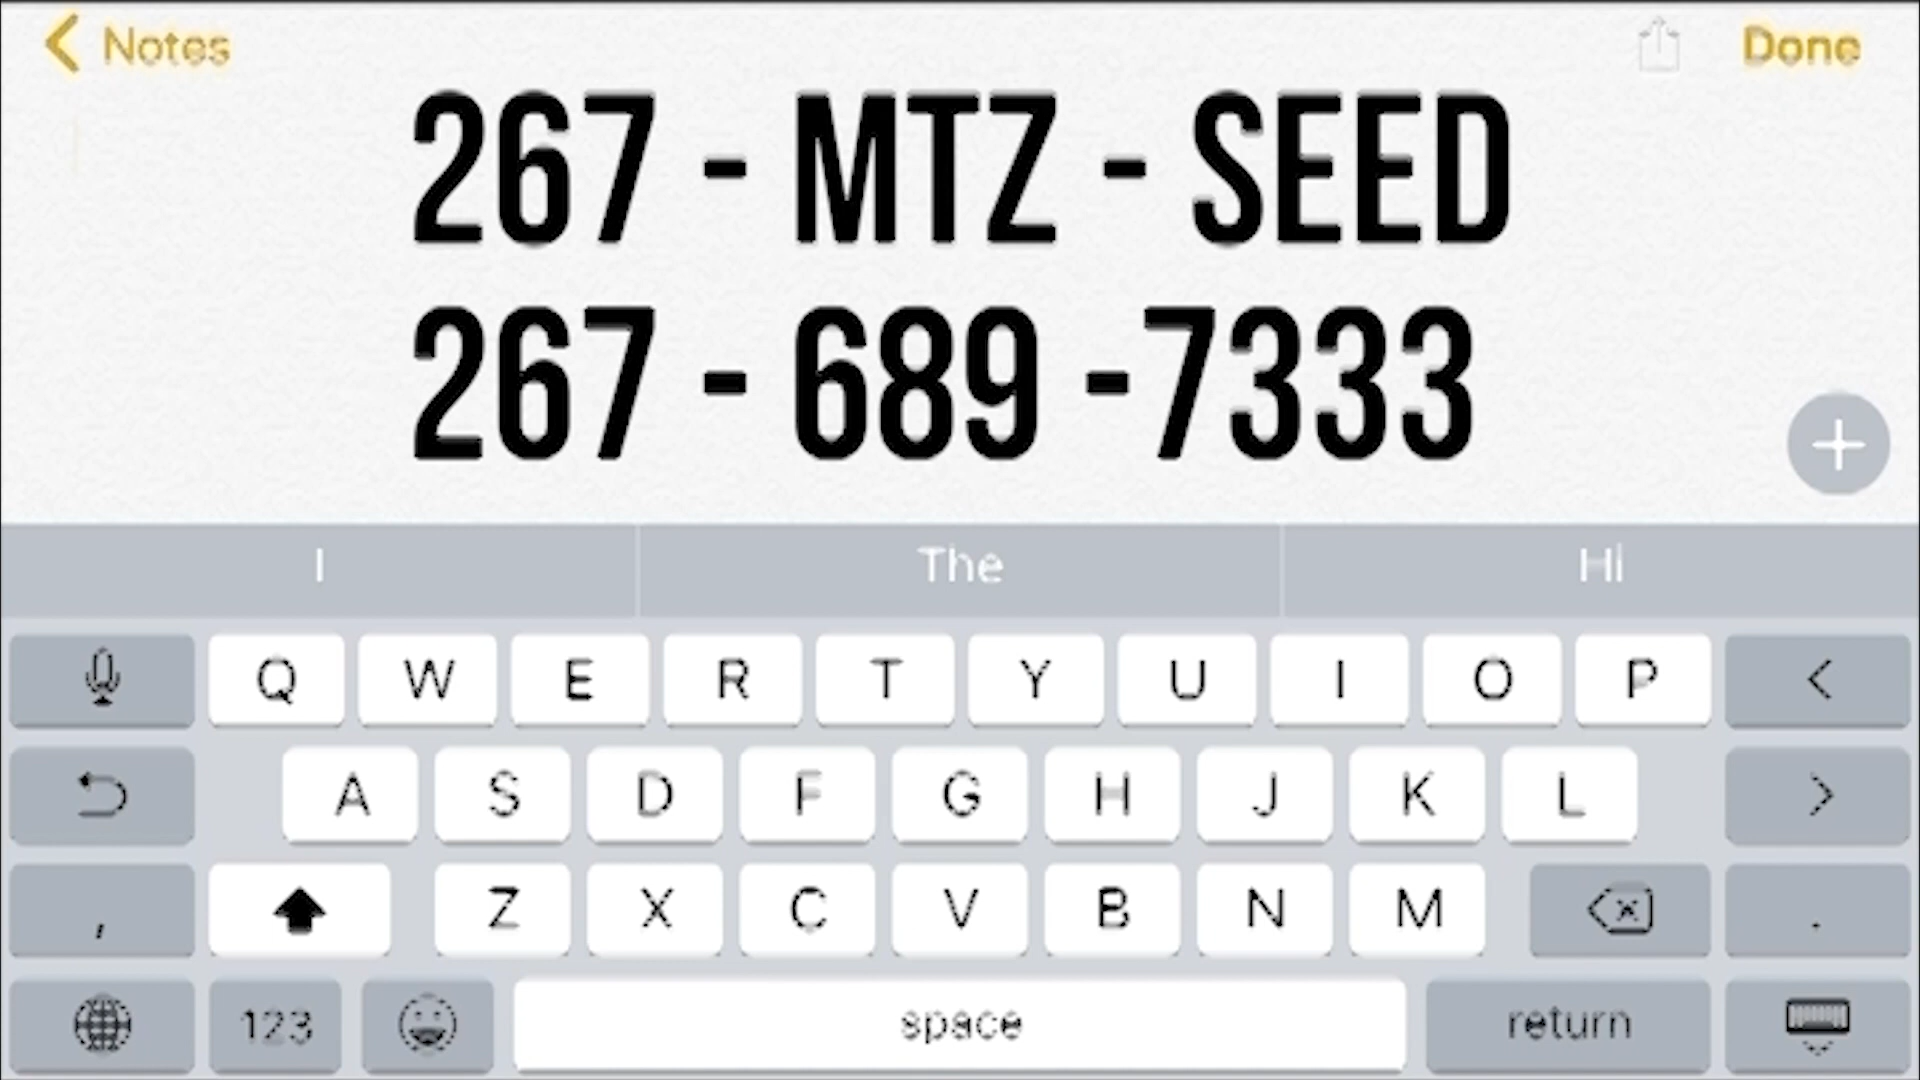 Notes
Done
267 - MTZ - SEED
267 - 689 -7333
I The Hi
Q W E R T Y U I O P <
A S D F G H J K L >
, Z X C V B N M .
123 space return